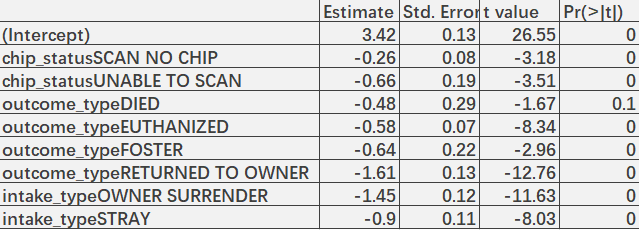 Estimate Std. Error t value Pr(>|t|)
(Intercept) 3.42 0.13 26.55 0
chip_statusSCAN NO CHIP -0.26 0.08 -3.18 0
chip_statusUNABLE TO SCAN -0.66 0.19 -3.51 0
outcome_typeDIED -0.48 0.29 -1.67 0.1
outcome_typeEUTHANIZED -0.58 0.07 -8.34 0
outcome_typeFOSTER -0.64 0.22 -2.96 0
outcome_typeRETURNED TO OWNER -1.61 0.13 -12.76 0
intake_typeOWNER SURRENDER -1.45 0.12 -11.63 0
intake_typeSTRAY -0.9 0.11 -8.03 0